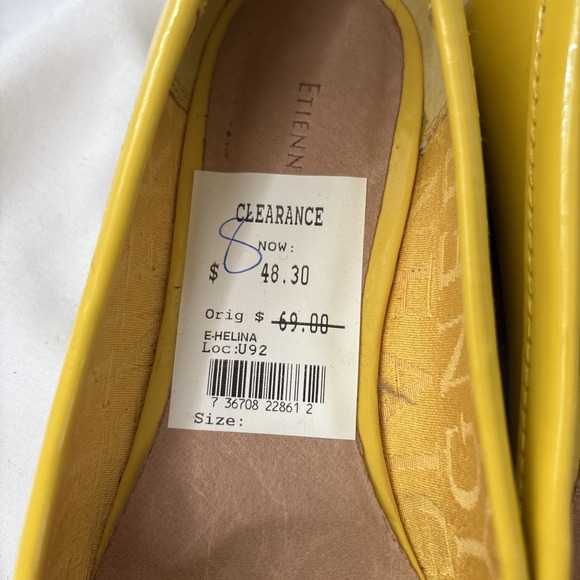 ETIENN
CLEARANCE
8
NOW:
$ 48.30
Orig $ 69.00
E-HELINA
Loc:U92
7 36708 22861 2
Size: